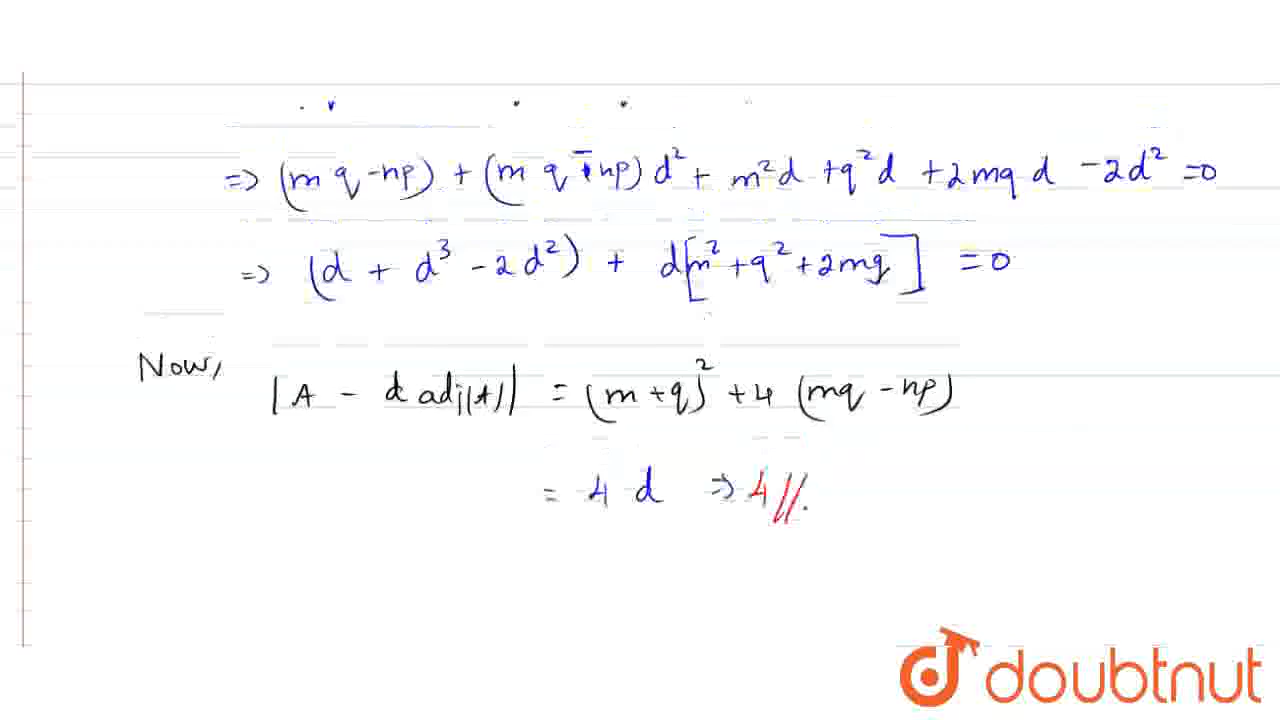 => (mq -np) + (mq - np) d² + m²d + q²d + 2mqd - 2d² = 0
=> (d + d³ - 2d²) + d[m² + q² + 2mq] = 0
Now,
|A - d adj(A)| = (m + q)² + 4 (mq - np)
= 4 d => 4 //.
doubtnut